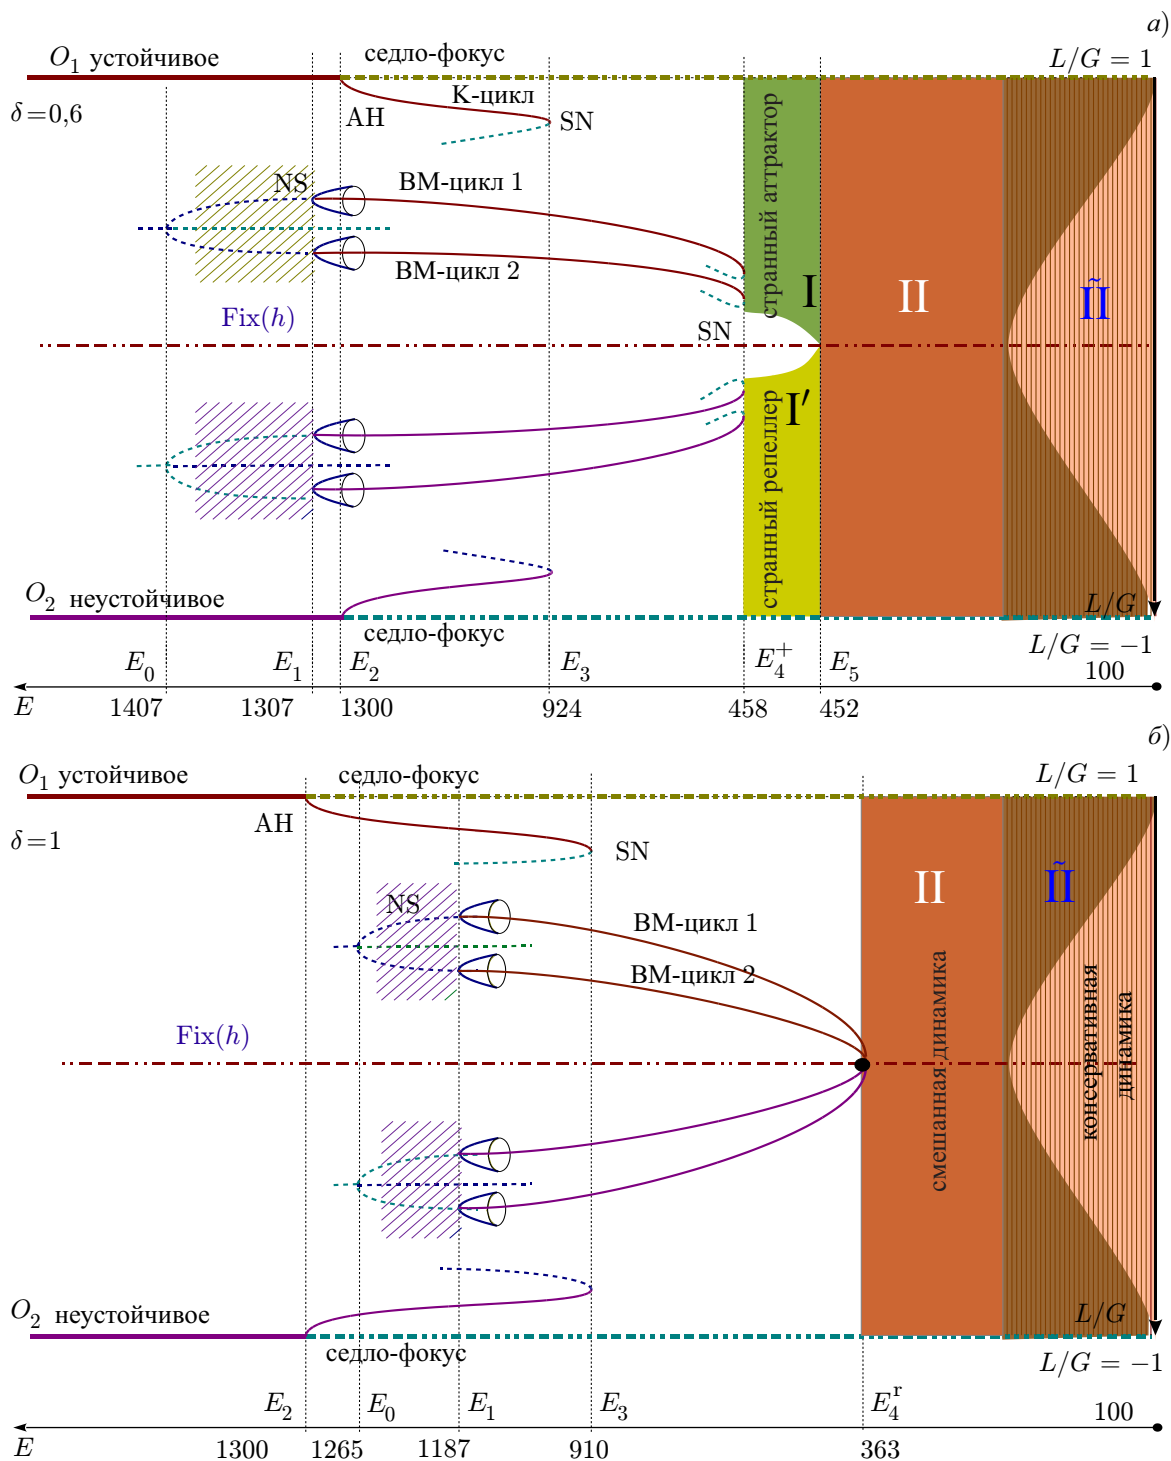 а)
O₁ устойчивое
седло-фокус
L/G = 1
δ = 0,6
K-цикл
AH
SN
странный аттрактор
NS
BM-цикл 1
BM-цикл 2
I
II
ĨI
Fix(h)
SN
I′
странный репеллер
O₂ неустойчивое
седло-фокус
L/G
L/G = −1
E₀
E₁
E₂
E₃
E₄⁺
E₅
100
E
1407
1307
1300
924
458
452
б)
O₁ устойчивое
седло-фокус
L/G = 1
δ = 1
AH
SN
II
ĨI
NS
BM-цикл 1
BM-цикл 2
Fix(h)
смешанная динамика
консервативная
динамика
O₂ неустойчивое
седло-фокус
L/G
L/G = −1
E₂
E₀
E₁
E₃
E₄ʳ
100
E
1300
1265
1187
910
363